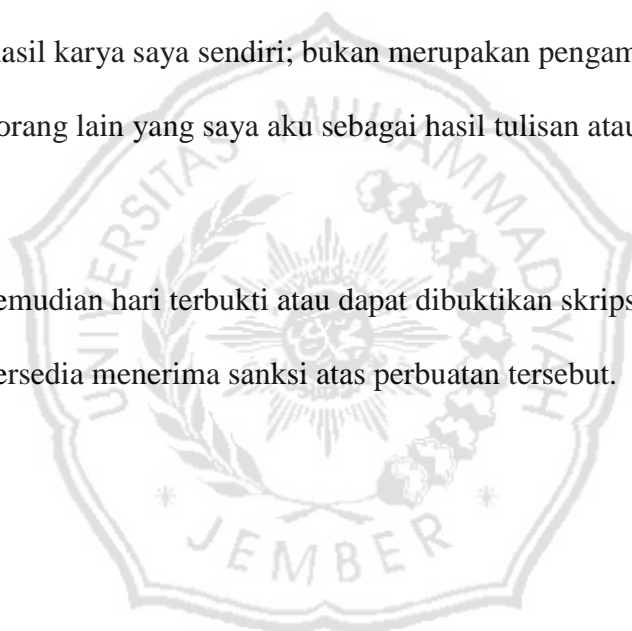 hasil karya saya sendiri; bukan merupakan pengam
orang lain yang saya aku sebagai hasil tulisan atau
emudian hari terbukti atau dapat dibuktikan skrips
ersedia menerima sanksi atas perbuatan tersebut.
UNIVERSITAS MUHAMMADIYAH
JEMBER